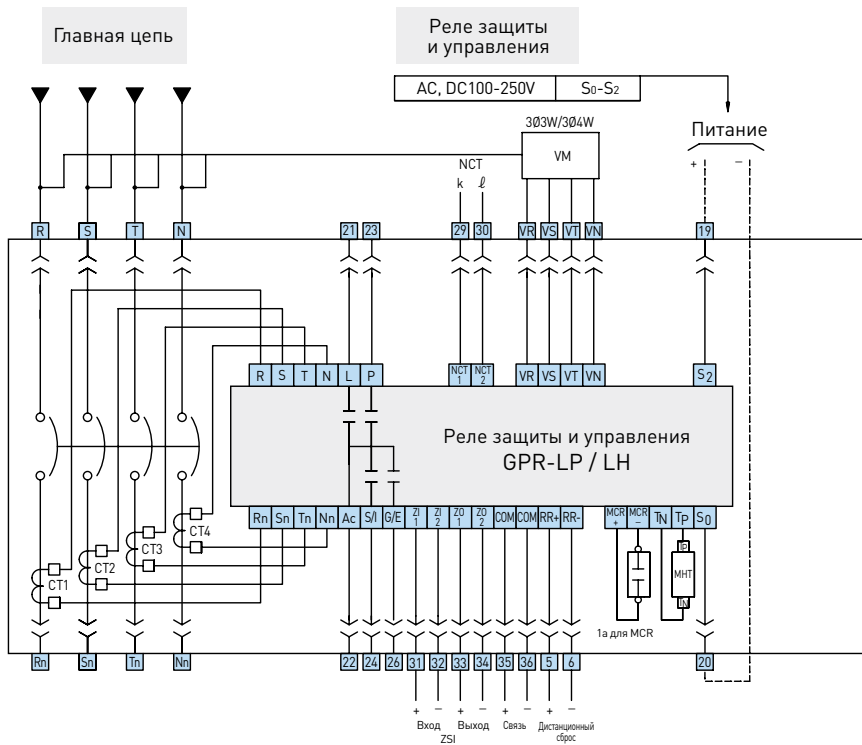 Главная цепь
Реле защиты
и управления
AC, DC100-250V S0-S2
3Ø3W/3Ø4W
Питание
VM
NCT
k ℓ
+ −
R S T N 21 23 29 30 VR VS VT VN 19
R S T N L P NCT 1 NCT 2 VR VS VT VN S2
Реле защиты и управления
GPR-LP / LH
Rn Sn Tn Nn Ac S/I G/E ZI 1 ZI 2 ZO 1 ZO 2 COM COM RR+ RR- MCR + MCR − TN TP S0
CT4
CT3
CT2
CT1
TP
MHT
TN
1a для MCR
Rn Sn Tn Nn 22 24 26 31 32 33 34 35 36 5 6 20
+ − + − + − + −
Вход Выход Связь Дистанционный
сброс
ZSI